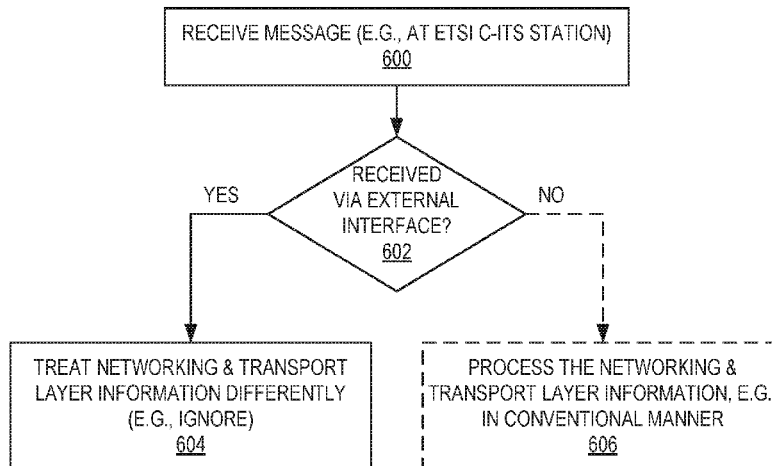 RECEIVE MESSAGE (E.G., AT ETSI C-ITS STATION)
600
RECEIVED
VIA EXTERNAL
INTERFACE?
602
YES
NO
TREAT NETWORKING & TRANSPORT
LAYER INFORMATION DIFFERENTLY
(E.G., IGNORE)
604
PROCESS THE NETWORKING &
TRANSPORT LAYER INFORMATION, E.G.
IN CONVENTIONAL MANNER
606